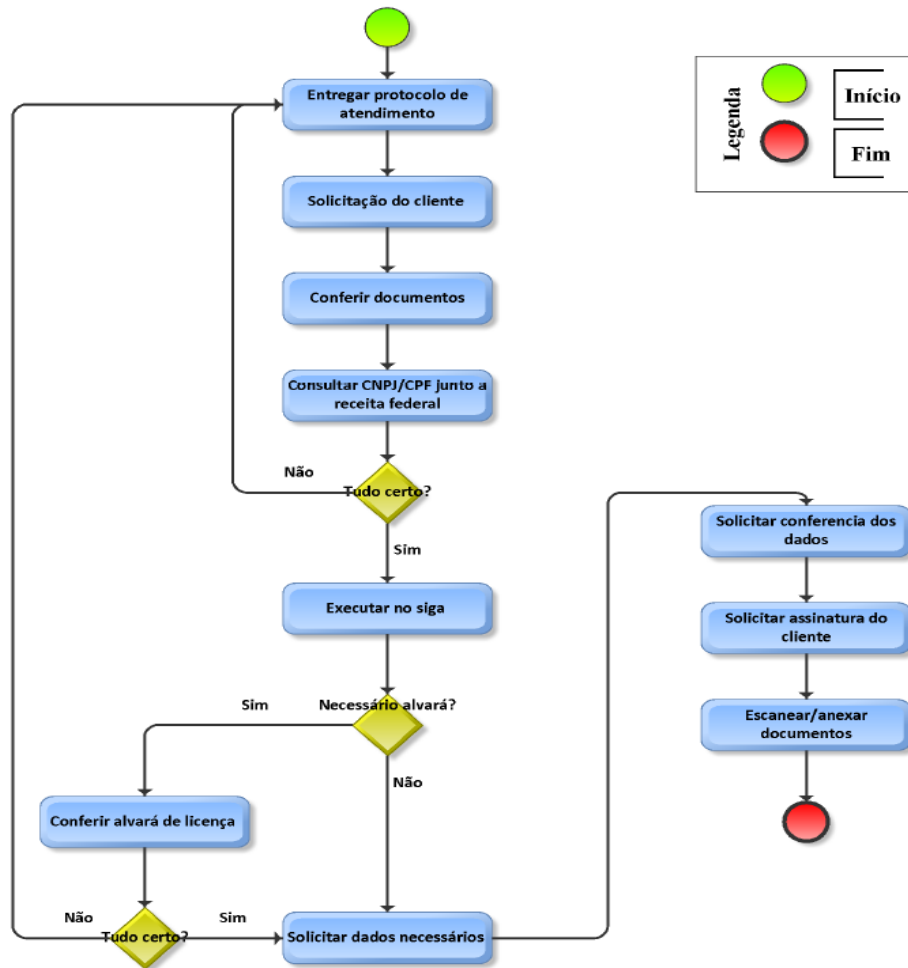 Entregar protocolo de
atendimento
Legenda
Início
Fim
Solicitação do cliente
Conferir documentos
Consultar CNPJ/CPF junto a
receita federal
Não
Tudo certo?
Sim
Solicitar conferencia dos
dados
Executar no siga
Solicitar assinatura do
cliente
Sim
Necessário alvará?
Não
Escanear/anexar
documentos
Conferir alvará de licença
Não
Tudo certo?
Sim
Solicitar dados necessários